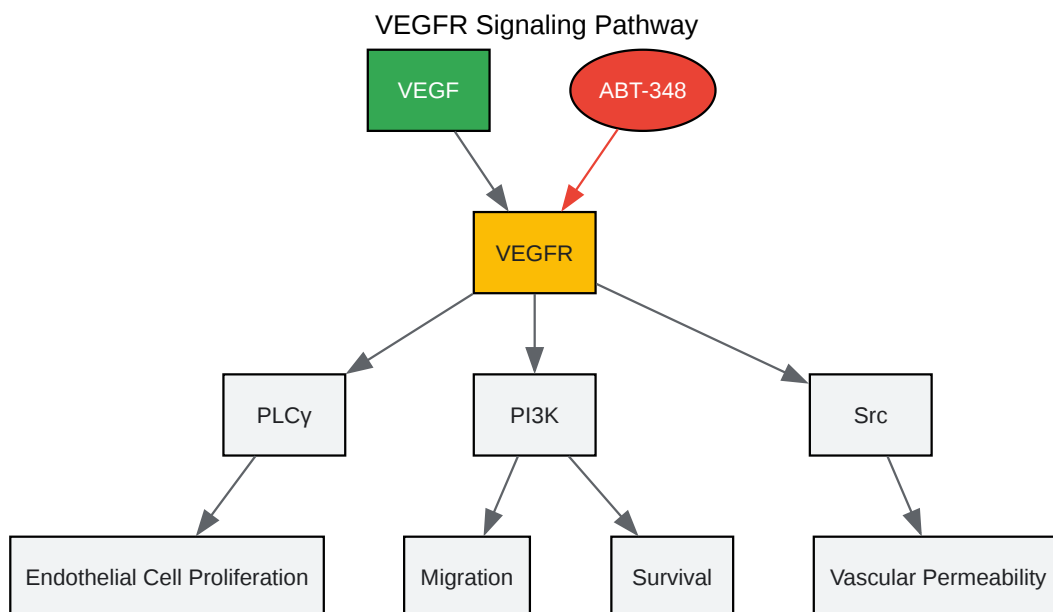 VEGFR Signaling Pathway
VEGF
ABT-348
VEGFR
PLCγ
PI3K
Src
Endothelial Cell Proliferation
Migration
Survival
Vascular Permeability